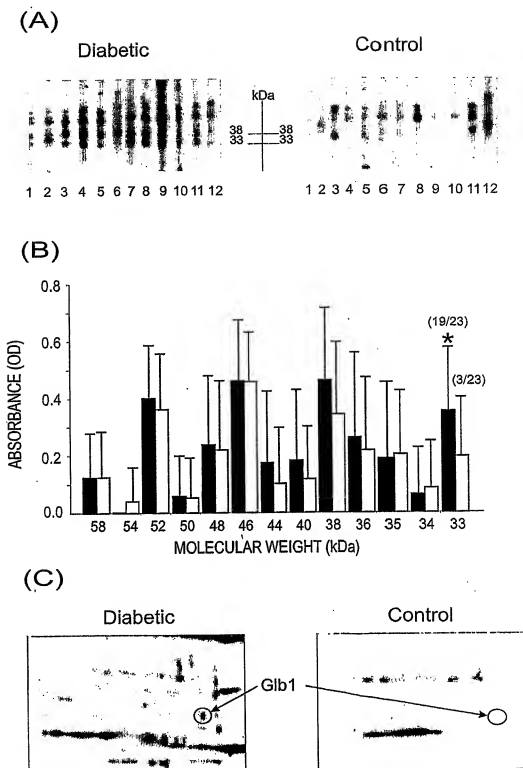 (A)
Diabetic
Control
kDa
38 38
33 33
1 2 3 4 5 6 7 8 9 10 11 12
1 2 3 4 5 6 7 8 9 10 11 12
(B)
0.8
0.6
0.4
0.2
0.0
ABSORBANCE (OD)
(19/23)
*
(3/23)
58 54 52 50 48 46 44 40 38 36 35 34 33
MOLECULAR WEIGHT (kDa)
(C)
Diabetic
Control
Glb1